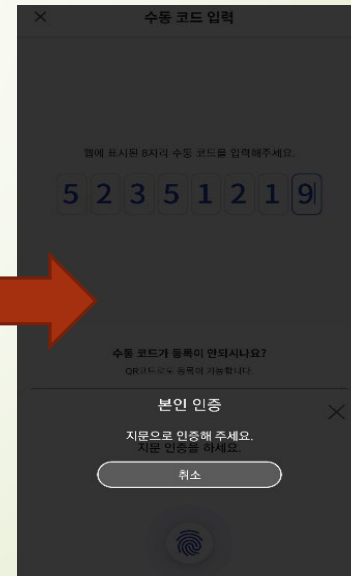 수동 코드 입력
웹에 표시된 8자리 수동 코드를 입력해주세요.
5 2 3 5 1 2 1 9
수동 코드가 등록이 안되시나요?
QR코드로도 등록이 가능합니다.
본인 인증
지문으로 인증해 주세요.
지문 인증을 하세요.
취소